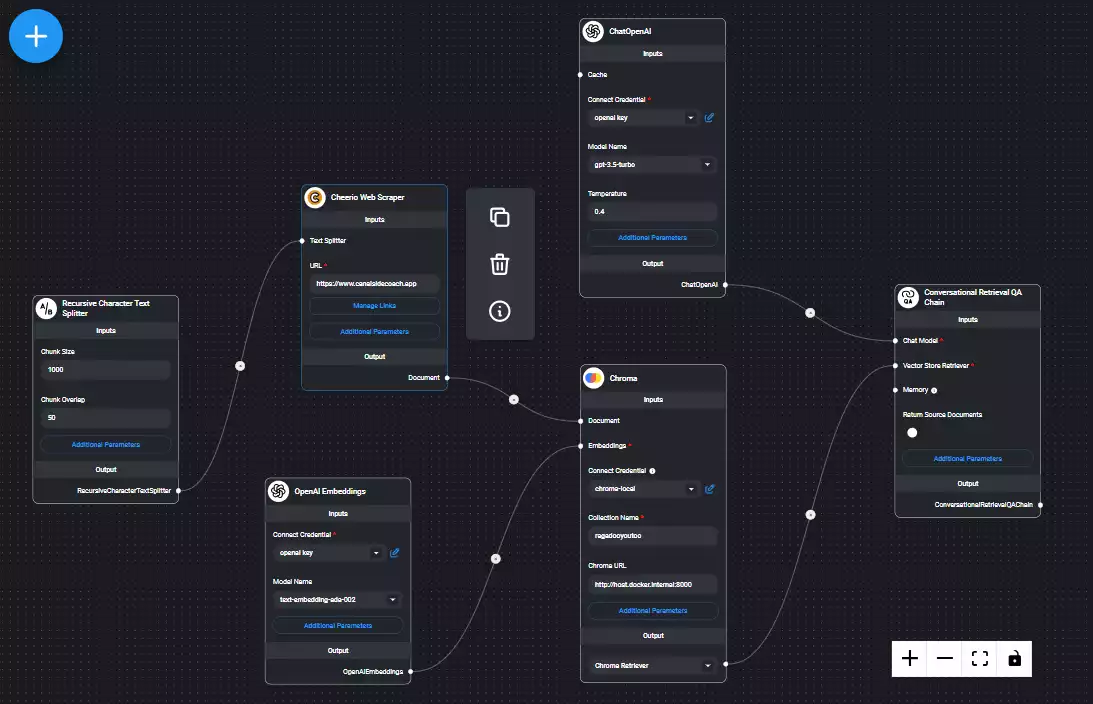 Recursive Character Text
Splitter
Inputs
Chunk Size
1000
Chunk Overlap
50
Additional Parameters
Output
RecursiveCharacterTextSplitter
Cheerio Web Scraper
Inputs
Text Splitter
URL *
https://www.canalsidecoach.app
Manage Links
Additional Parameters
Output
Document
OpenAI Embeddings
Inputs
Connect Credential *
openai key
Model Name
text-embedding-ada-002
Additional Parameters
Output
OpenAIEmbeddings
ChatOpenAI
Inputs
Cache
Connect Credential *
openai key
Model Name
gpt-3.5-turbo
Temperature
0.4
Additional Parameters
Output
ChatOpenAI
Chroma
Inputs
Document
Embeddings *
Connect Credential
chroma-local
Collection Name *
ragadooyoutoo
Chroma URL
http://host.docker.internal:8000
Additional Parameters
Output
Chroma Retriever
Conversational Retrieval QA
Chain
Inputs
Chat Model *
Vector Store Retriever *
Memory
Return Source Documents
Additional Parameters
Output
ConversationalRetrievalQAChain